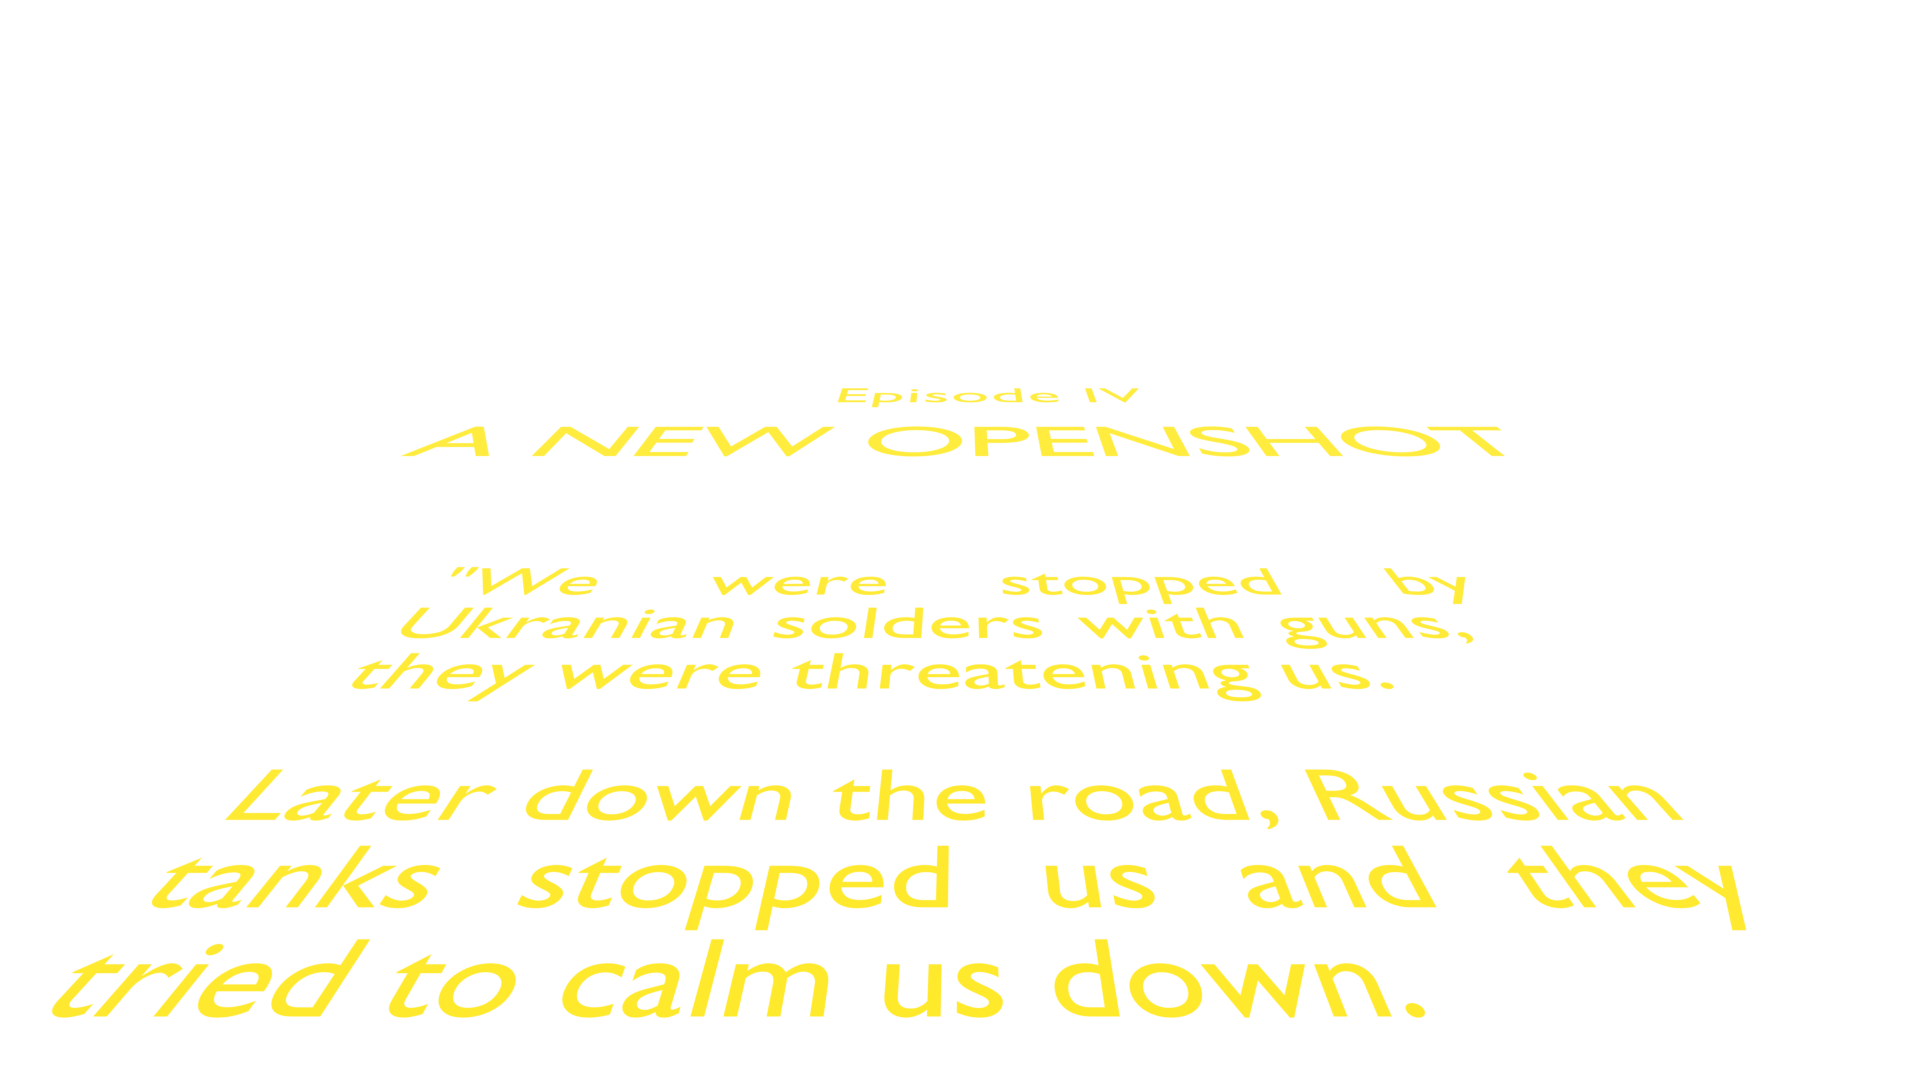 Episode IV
A NEW OPENSHOT
"We were stopped by
Ukranian solders with guns,
they were threatening us.
Later down the road, Russian
tanks stopped us and they
tried to calm us down.